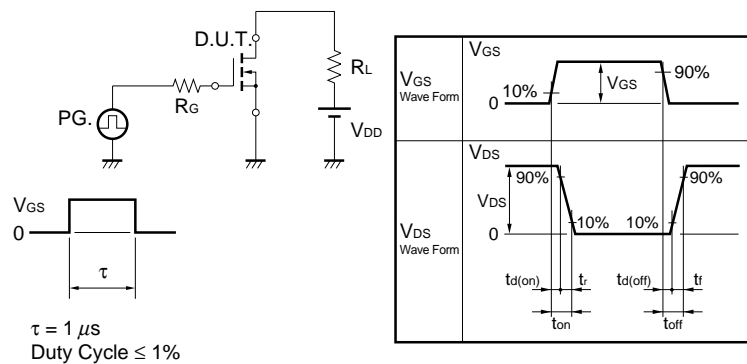 D.U.T.
RL
RG
PG.
VDD
VGS
0
τ
τ = 1 μs
Duty Cycle ≤ 1%
VGS
VGS
Wave Form
10%
VGS
90%
0
VDS
90%
90%
VDS
VDS
Wave Form
10%
10%
0
td(on)
tr
td(off)
tf
ton
toff